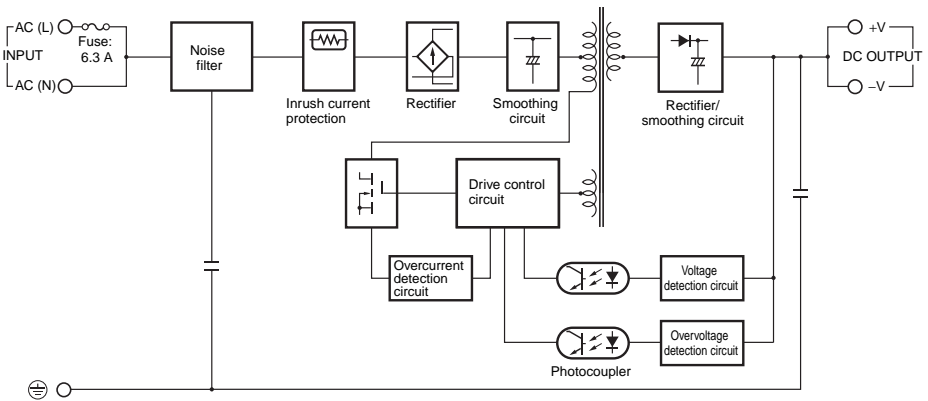 AC (L)
Fuse:
6.3 A
INPUT
AC (N)
Noise
filter
Inrush current
protection
Rectifier
Smoothing
circuit
Rectifier/
smoothing circuit
+V
DC OUTPUT
−V
Drive control
circuit
Overcurrent
detection
circuit
Voltage
detection circuit
Overvoltage
detection circuit
Photocoupler